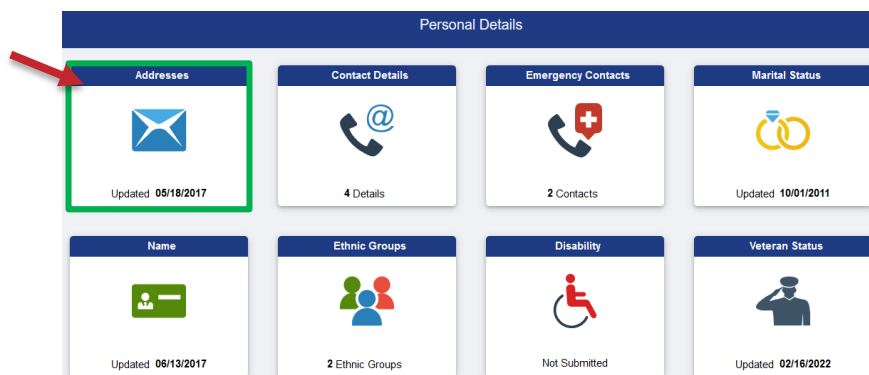 Personal Details
Addresses
Updated 05/18/2017
Contact Details
@
4 Details
Emergency Contacts
2 Contacts
Marital Status
Updated 10/01/2011
Name
Updated 06/13/2017
Ethnic Groups
2 Ethnic Groups
Disability
Not Submitted
Veteran Status
Updated 02/16/2022